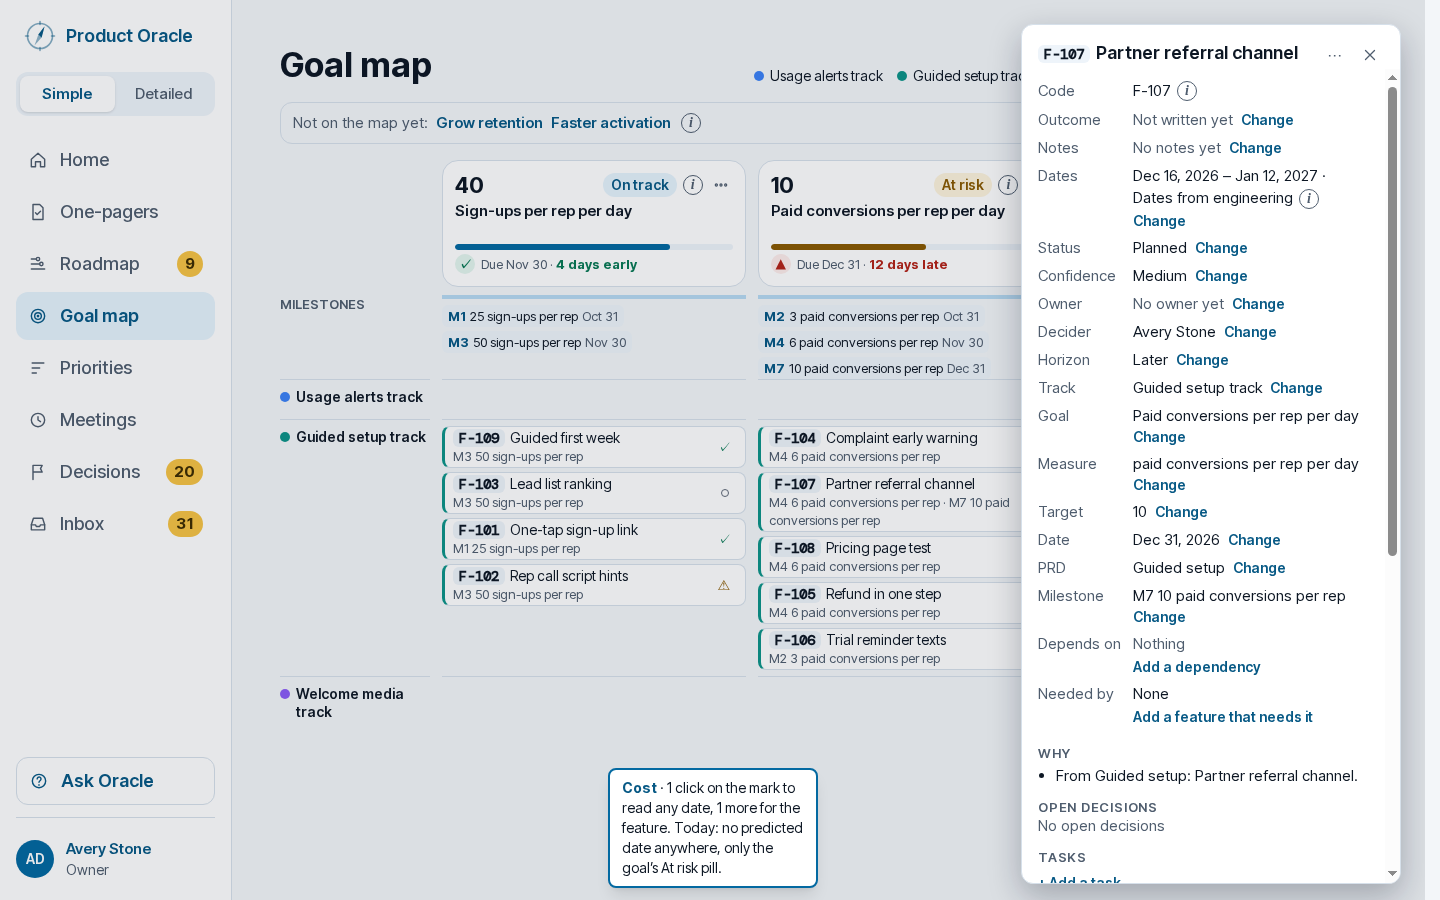 Product Oracle
Simple
Detailed
Home
One-pagers
Roadmap
9
Goal map
Priorities
Meetings
Decisions
20
Inbox
31
Ask Oracle
AD
Avery Stone
Owner
Goal map
Usage alerts track
Guided setup
Not on the map yet: Grow retention Faster activation i
40
On track i •••
Sign-ups per rep per day
✓ Due Nov 30 · 4 days early
10
At risk i
Paid conversions per rep per day
Due Dec 31 · 12 days late
MILESTONES
M1 25 sign-ups per rep Oct 31
M3 50 sign-ups per rep Nov 30
M2 3 paid conversions per rep Oct 31
M4 6 paid conversions per rep Nov 30
M7 10 paid conversions per rep Dec 31
Usage alerts track
Guided setup track
F-109 Guided first week
M3 50 sign-ups per rep
✓
F-103 Lead list ranking
M3 50 sign-ups per rep
F-101 One-tap sign-up link
M1 25 sign-ups per rep
✓
F-102 Rep call script hints
M3 50 sign-ups per rep
⚠
F-104 Complaint early warning
M4 6 paid conversions per rep
F-107 Partner referral channel
M4 6 paid conversions per rep · M7 10 paid
conversions per rep
F-108 Pricing page test
M4 6 paid conversions per rep
F-105 Refund in one step
M4 6 paid conversions per rep
F-106 Trial reminder texts
M2 3 paid conversions per rep
Welcome media
track
Cost · 1 click on the mark to
read any date, 1 more for the
feature. Today: no predicted
date anywhere, only the
goal's At risk pill.
F-107 Partner referral channel ···
Code F-107 i
Outcome Not written yet Change
Notes No notes yet Change
Dates Dec 16, 2026 – Jan 12, 2027 ·
Dates from engineering i
Change
Status Planned Change
Confidence Medium Change
Owner No owner yet Change
Decider Avery Stone Change
Horizon Later Change
Track Guided setup track Change
Goal Paid conversions per rep per day
Change
Measure paid conversions per rep per day
Change
Target 10 Change
Date Dec 31, 2026 Change
PRD Guided setup Change
Milestone M7 10 paid conversions per rep
Change
Depends on Nothing
Add a dependency
Needed by None
Add a feature that needs it
WHY
• From Guided setup: Partner referral channel.
OPEN DECISIONS
No open decisions
TASKS
+ Add a task